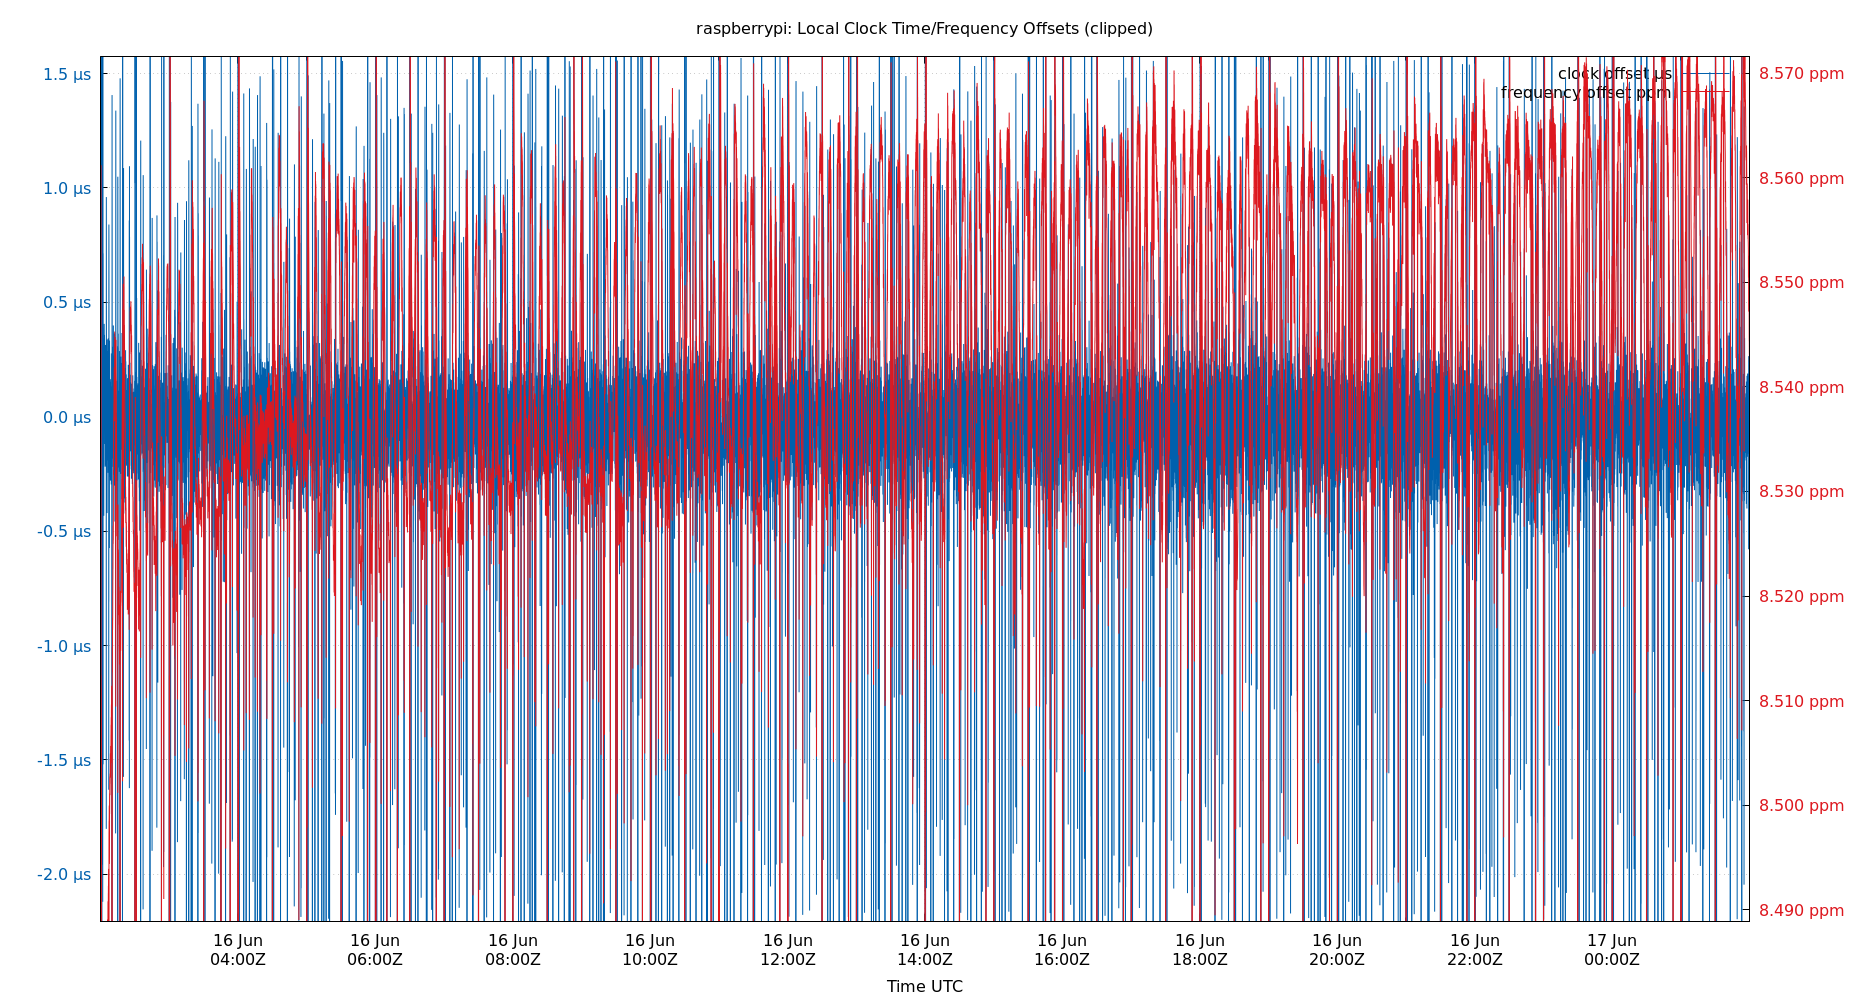 raspberrypi: Local Clock Time/Frequency Offsets (clipped)
clock offset µs
frequency offset ppm
1.5 µs
1.0 µs
0.5 µs
0.0 µs
-0.5 µs
-1.0 µs
-1.5 µs
-2.0 µs
8.570 ppm
8.560 ppm
8.550 ppm
8.540 ppm
8.530 ppm
8.520 ppm
8.510 ppm
8.500 ppm
8.490 ppm
16 Jun 16 Jun 16 Jun 16 Jun 16 Jun 16 Jun 16 Jun 16 Jun 16 Jun 16 Jun 17 Jun
04:00Z 06:00Z 08:00Z 10:00Z 12:00Z 14:00Z 16:00Z 18:00Z 20:00Z 22:00Z 00:00Z
Time UTC